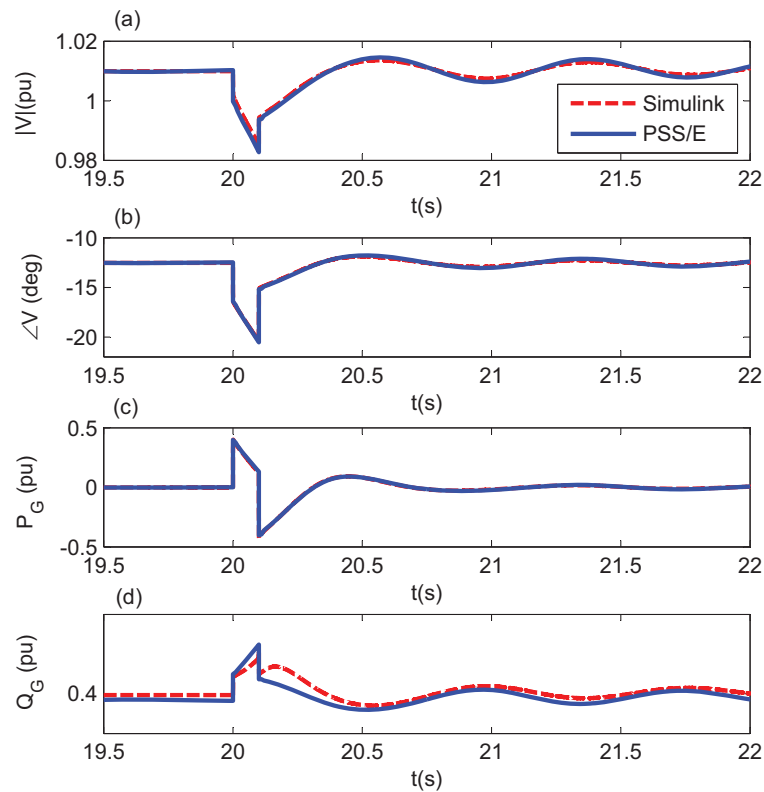 (a)
|V|(pu)
1.02
1
0.98
Simulink
PSS/E
19.5 20 20.5 21 21.5 22
t(s)
(b)
∠V (deg)
-10
-15
-20
19.5 20 20.5 21 21.5 22
t(s)
(c)
P_G (pu)
0.5
0
-0.5
19.5 20 20.5 21 21.5 22
t(s)
(d)
Q_G (pu)
0.4
19.5 20 20.5 21 21.5 22
t(s)